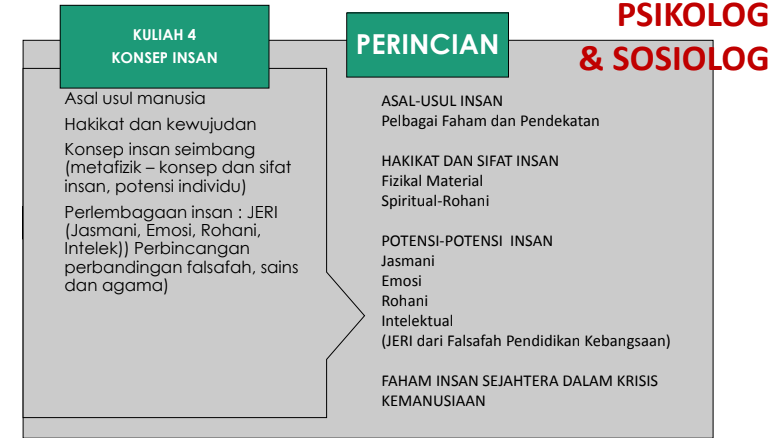 KULIAH 4
KONSEP INSAN
Asal usul manusia
Hakikat dan kewujudan
Konsep insan seimbang
(metafizik – konsep dan sifat
insan, potensi individu)
Perlembagaan insan : JERI
(Jasmani, Emosi, Rohani,
Intelek)) Perbincangan
perbandingan falsafah, sains
dan agama)
PERINCIAN
PSIKOLOG
& SOSIOLOG
ASAL-USUL INSAN
Pelbagai Faham dan Pendekatan
HAKIKAT DAN SIFAT INSAN
Fizikal Material
Spiritual-Rohani
POTENSI-POTENSI INSAN
Jasmani
Emosi
Rohani
Intelektual
(JERI dari Falsafah Pendidikan Kebangsaan)
FAHAM INSAN SEJAHTERA DALAM KRISIS
KEMANUSIAAN